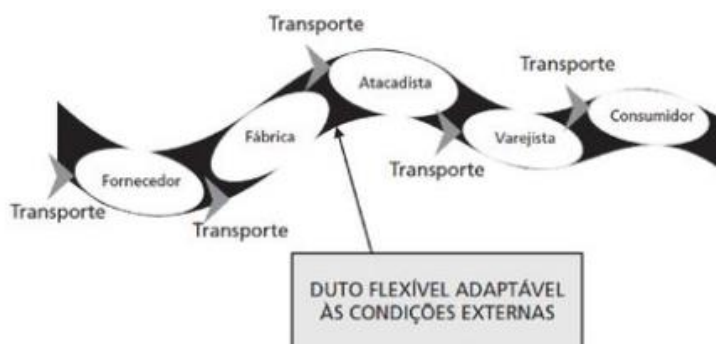 Transporte
Atacadista
Transporte
Transporte
Consumidor
Fábrica
Varejista
Fornecedor
Transporte
Transporte
Transporte
DUTO FLEXÍVEL ADAPTÁVEL
ÀS CONDIÇÕES EXTERNAS